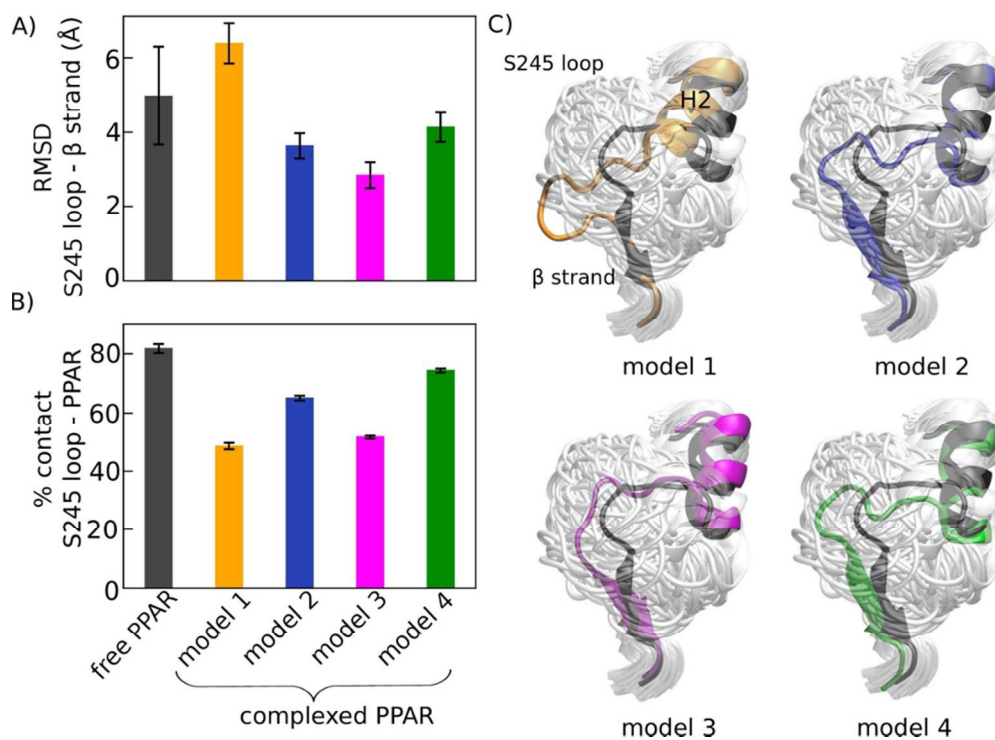 A)
RMSD
S245 loop - β strand (Å)
6
4
2
0
B)
% contact
S245 loop - PPAR
80
60
40
20
0
free PPAR
model 1
model 2
model 3
model 4
complexed PPAR
C)
S245 loop
H2
β strand
model 1
model 2
model 3
model 4